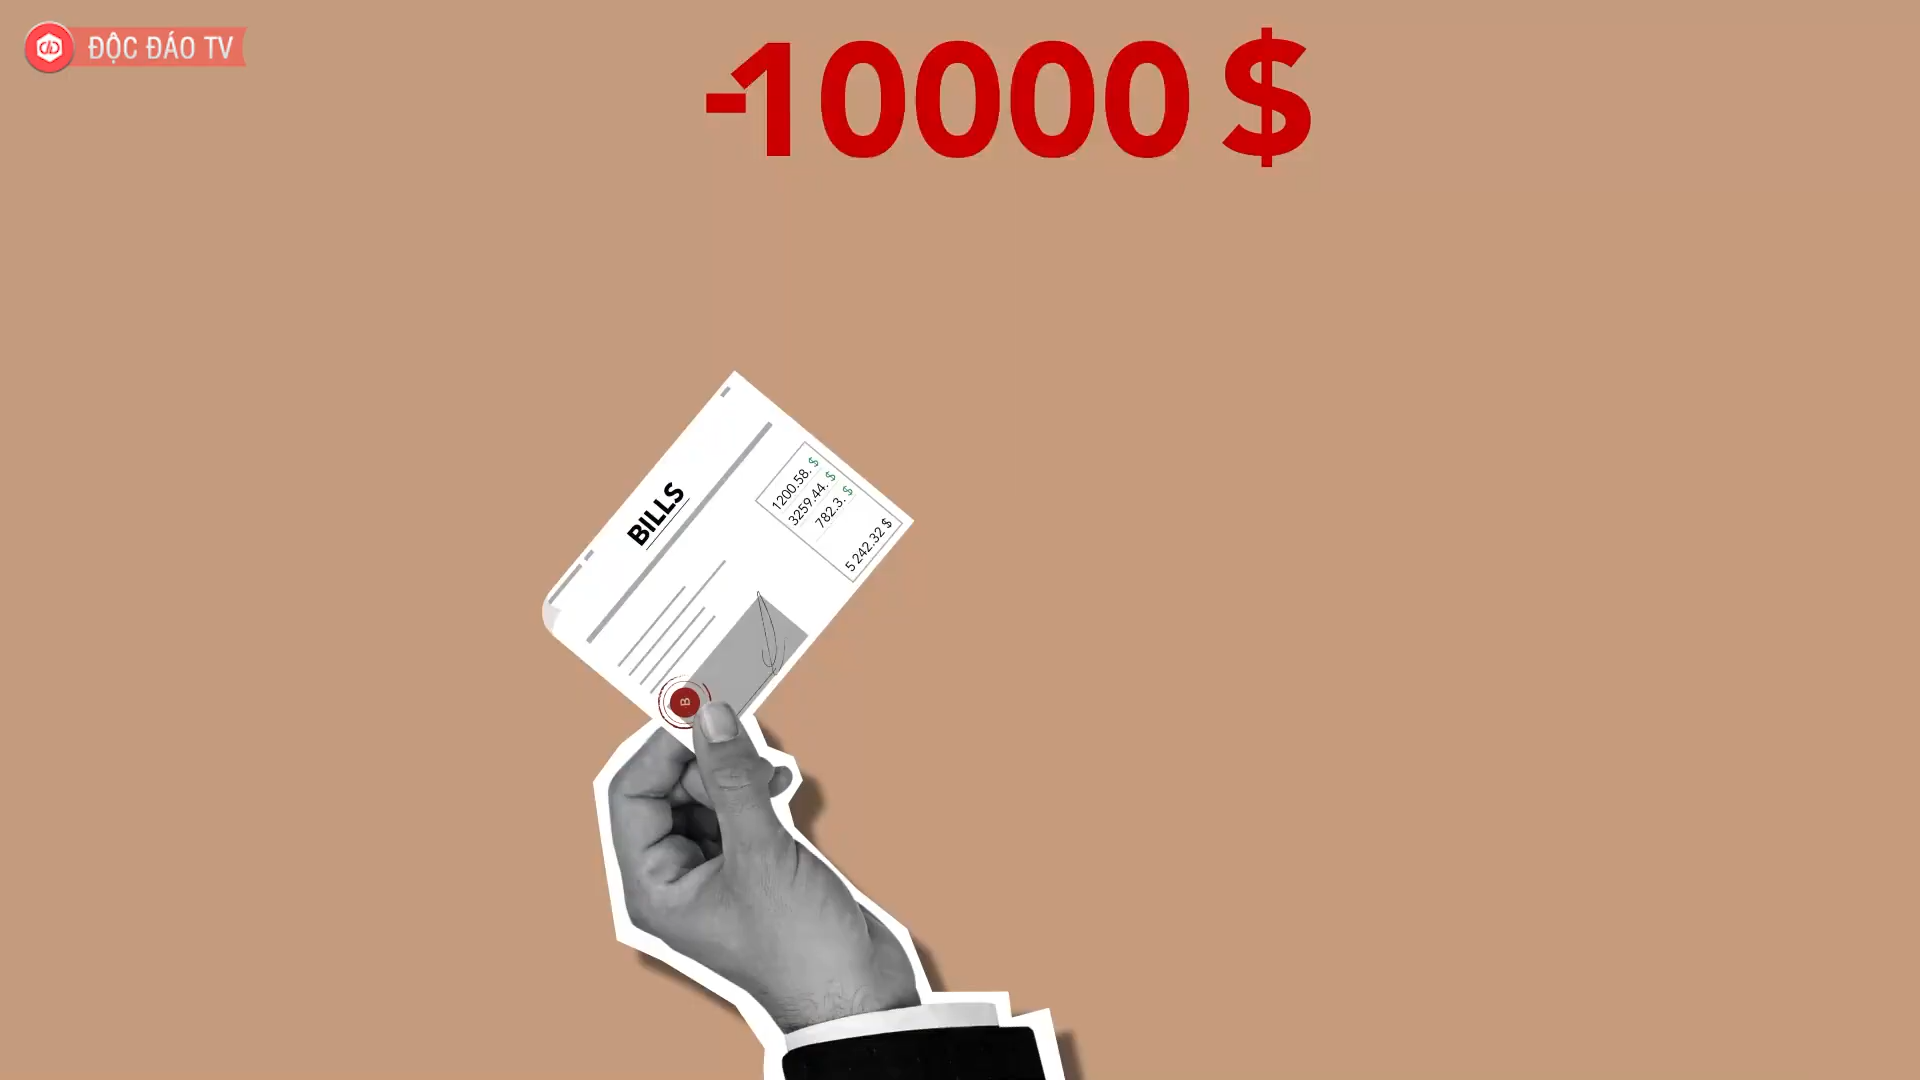 ĐỘC ĐÁO TV
-10000 $
BILLS
1200.58. $
3259.44. $
782.3. $
5 242.32 $
B